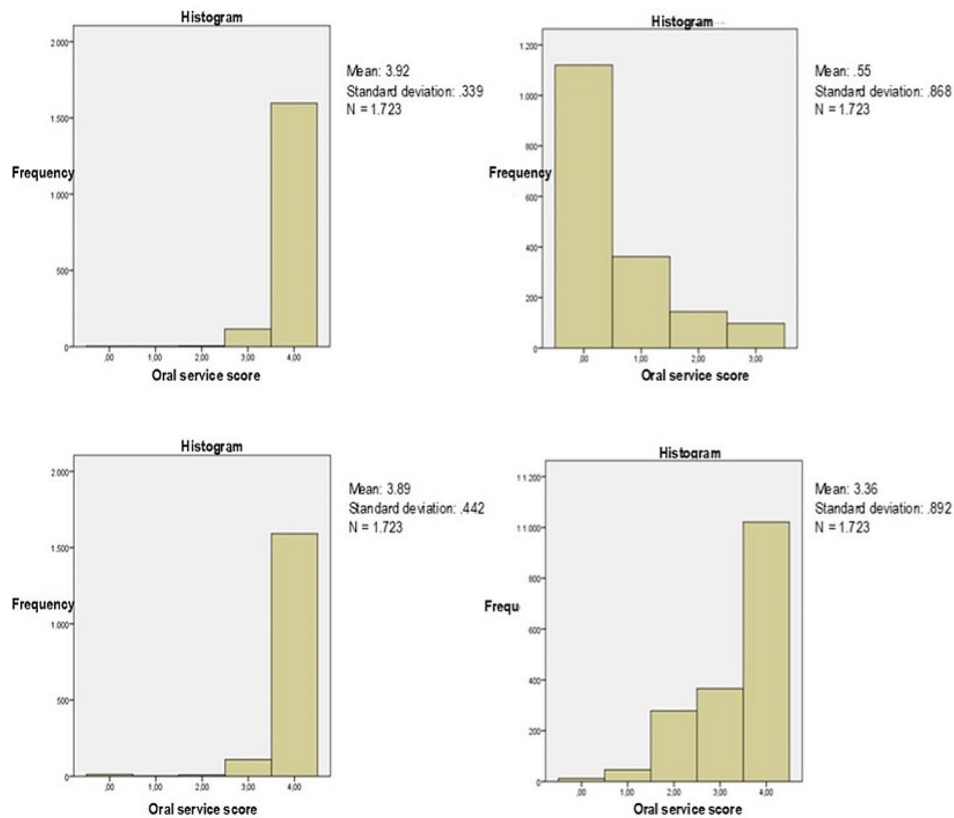 Histogram
2.000
1.500
1.000
500
0
Frequency
,00 1,00 2,00 3,00 4,00
Oral service score
Mean: 3.92
Standard deviation: .339
N = 1.723
Histogram
1.200
1.000
800
600
400
200
0
Frequency
,00 1,00 2,00 3,00
Oral service score
Mean: .55
Standard deviation: .868
N = 1.723
Histogram
2.000
1.500
1.000
500
0
Frequency
,00 1,00 2,00 3,00 4,00
Oral service score
Mean: 3.89
Standard deviation: .442
N = 1.723
Histogram
1 1.200
1 1.000
800
600
400
200
0
Frequ
,00 1,00 2,00 3,00 4,00
Oral service score
Mean: 3.36
Standard deviation: .892
N = 1.723